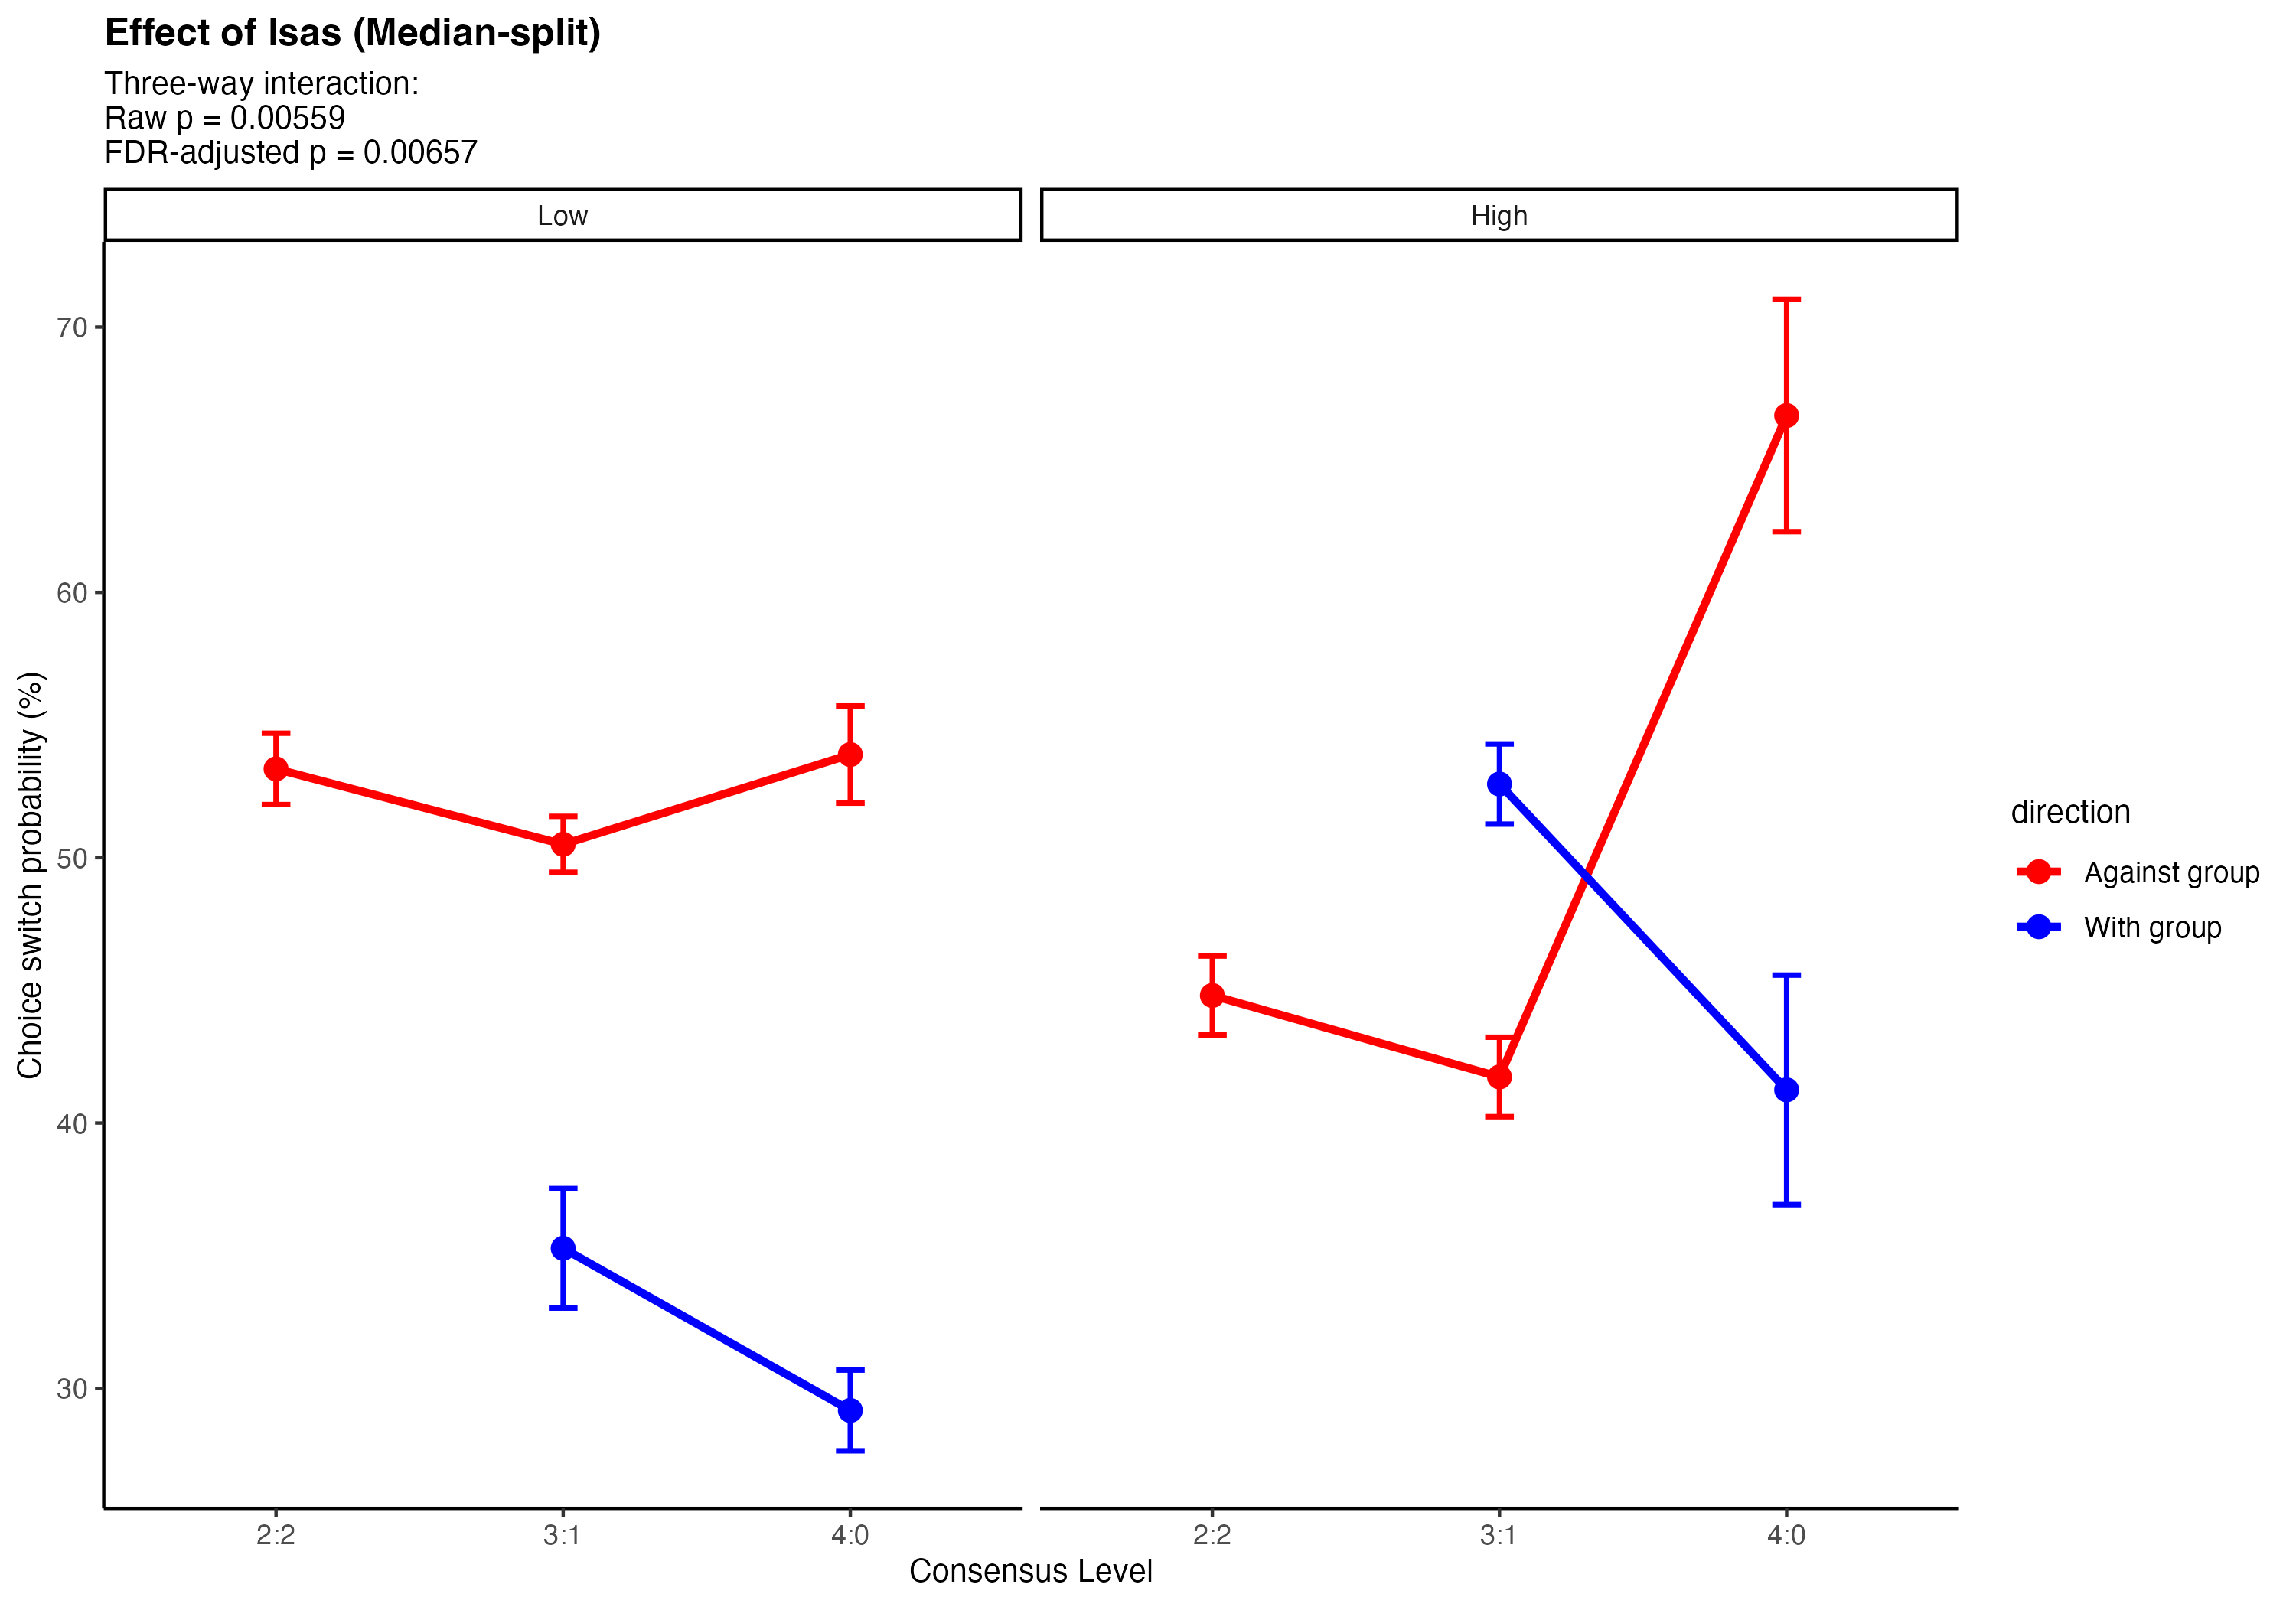 Effect of lsas (Median-split)
Three-way interaction:
Raw p = 0.00559
FDR-adjusted p = 0.00657
Low
High
70
60
50
40
30
Choice switch probability (%)
2:2
3:1
4:0
2:2
3:1
4:0
Consensus Level
direction
Against group
With group